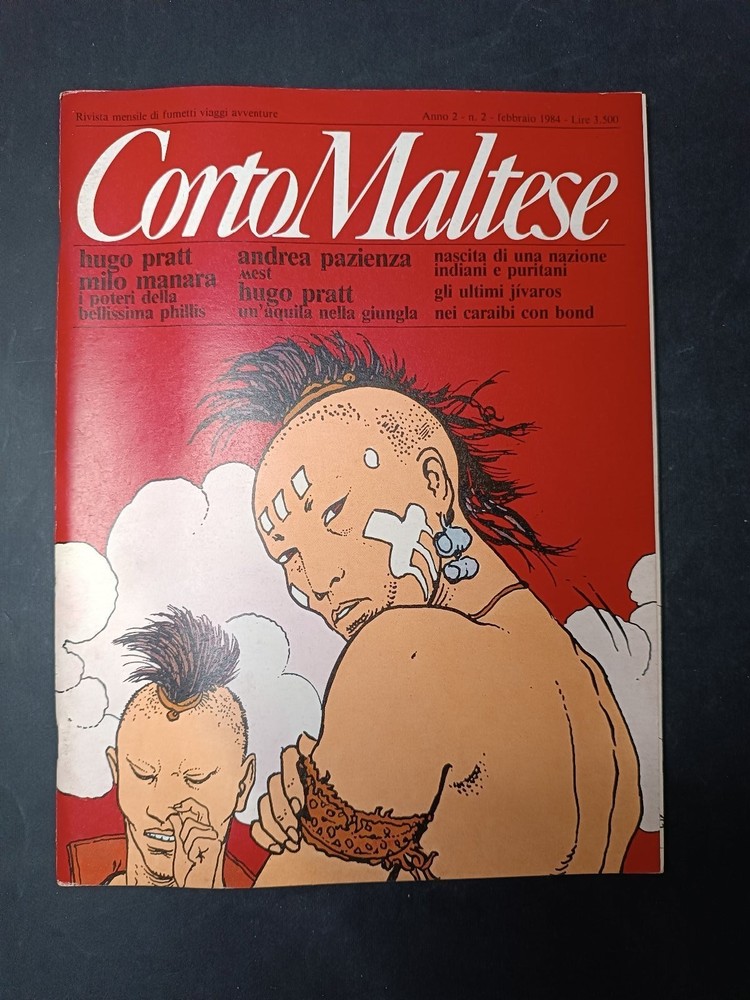 Rivista mensile di fumetti viaggi avventure
Anno 2 - n. 2 - febbraio 1984 - Lire 3.500
Corto Maltese
hugo pratt
milo manara
i poteri della
bellissima phillis
andrea pazienza
west
hugo pratt
un'aquila nella giungla
nascita di una nazione
indiani e puritani
gli ultimi jívaros
nei caraibi con bond